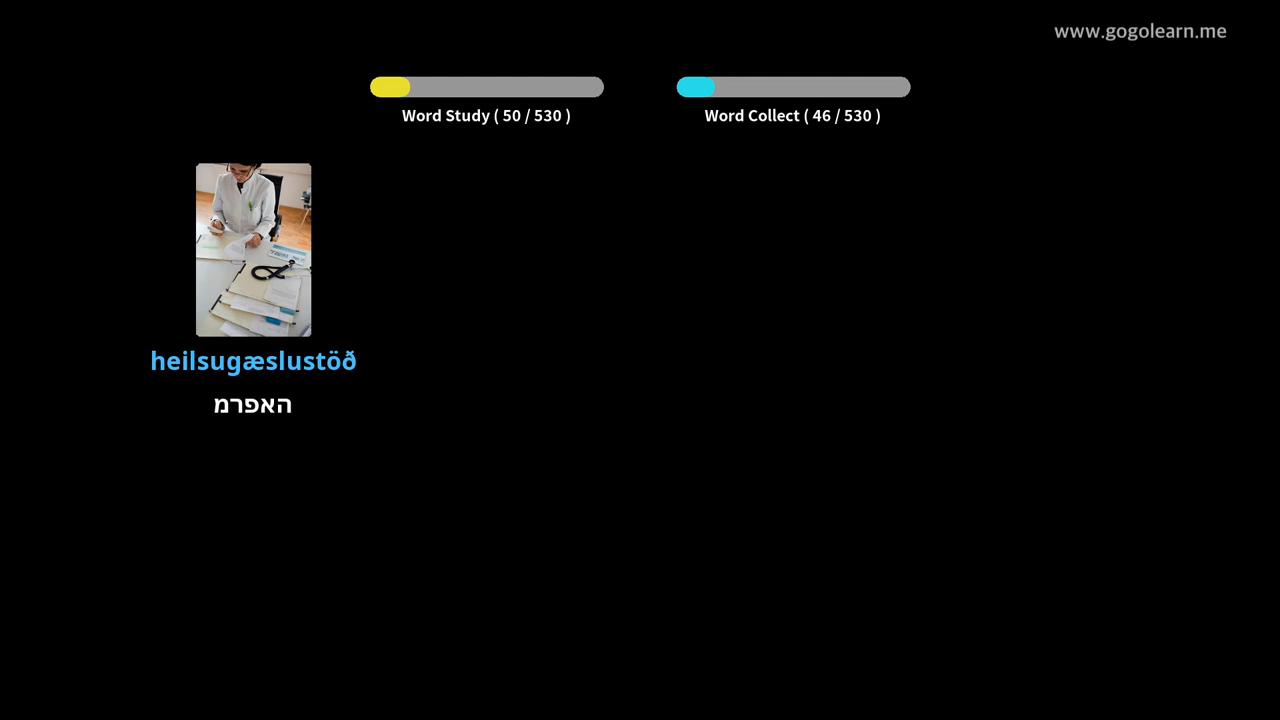 www.gogolearn.me
Word Study ( 50 / 530 )
Word Collect ( 46 / 530 )
heilsugæslustöð
האפרמ